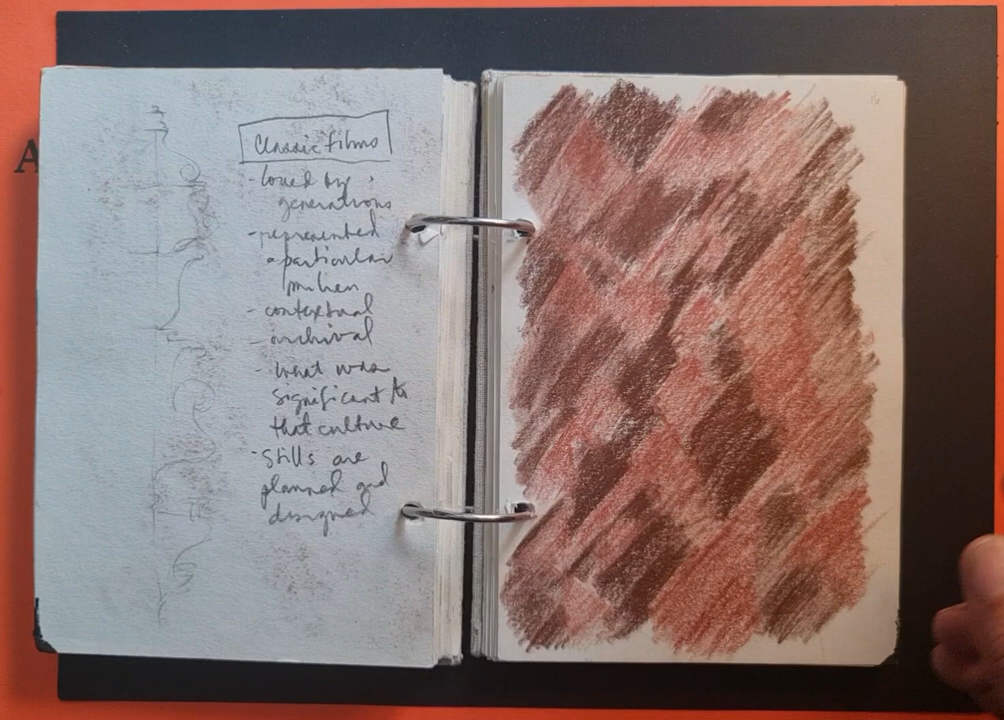 A
Classic films
- loved by
generations
- represented
a particular
milieu
- contextual
- archival
- what was
significant to
that culture
- Stills are
planned and
designed